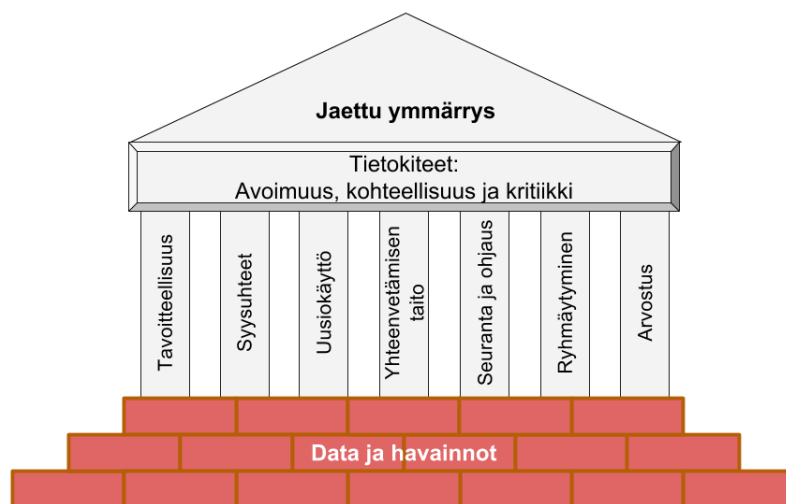 Jaettu ymmärrys
Tietokiteet:
Avoimuus, kohteellisuus ja kritiikki
Tavoitteellisuus
Syysuhteet
Uusiokäyttö
Yhteenvetämisen
taito
Seuranta ja ohjaus
Ryhmäytyminen
Arvostus
Data ja havainnot